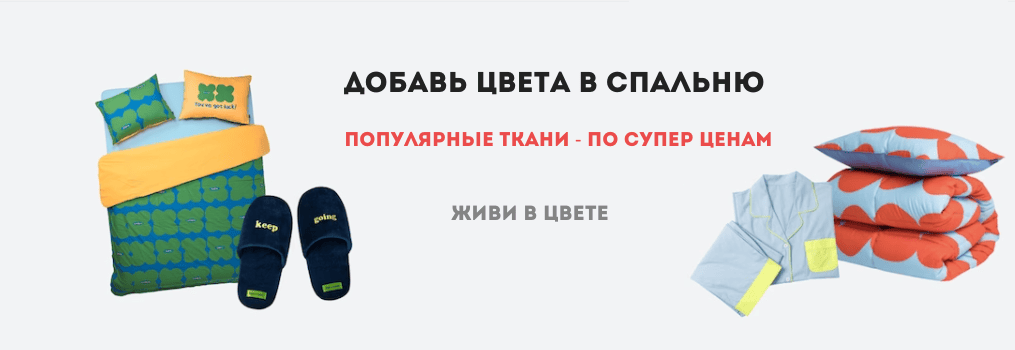 ДОБАВЬ ЦВЕТА В СПАЛЬНЮ
ПОПУЛЯРНЫЕ ТКАНИ - ПО СУПЕР ЦЕНАМ
ЖИВИ В ЦВЕТЕ
You've got luck!
keep
going